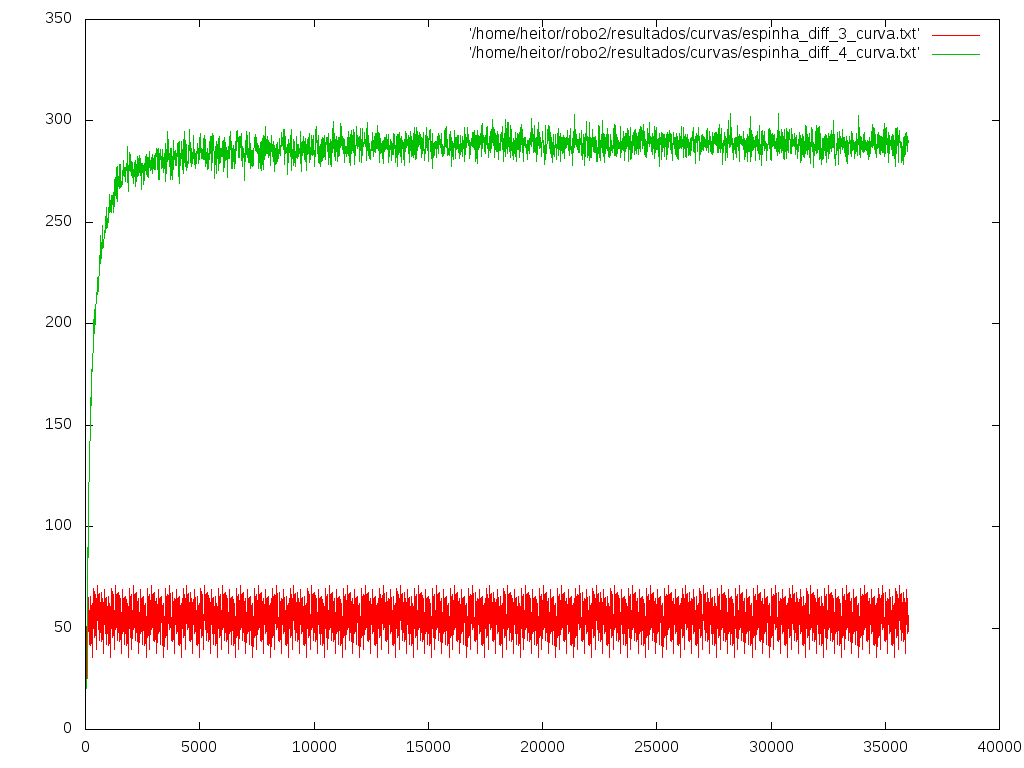 350
300
250
200
150
100
50
0
'/home/heitor/robo2/resultados/curvas/espinha_diff_3_curva.txt'
'/home/heitor/robo2/resultados/curvas/espinha_diff_4_curva.txt'
0 5000 10000 15000 20000 25000 30000 35000 40000